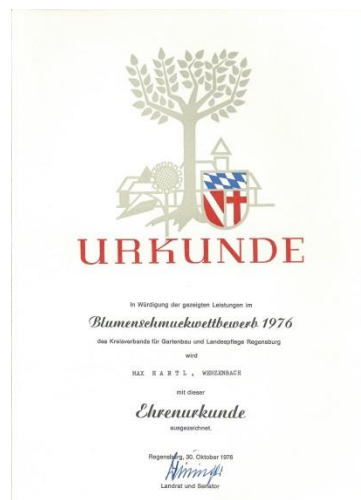 URKUNDE
In Würdigung der gezeigten Leistungen im
Blumenschmuckwettbewerb 1976
des Kreisverbands für Gartenbau und Landespflege Regensburg
wird
MAX HARTL, WENZENBACH
mit dieser
Ehrenurkunde
ausgezeichnet.
Regensburg, 30. Oktober 1976
Landrat und Senator